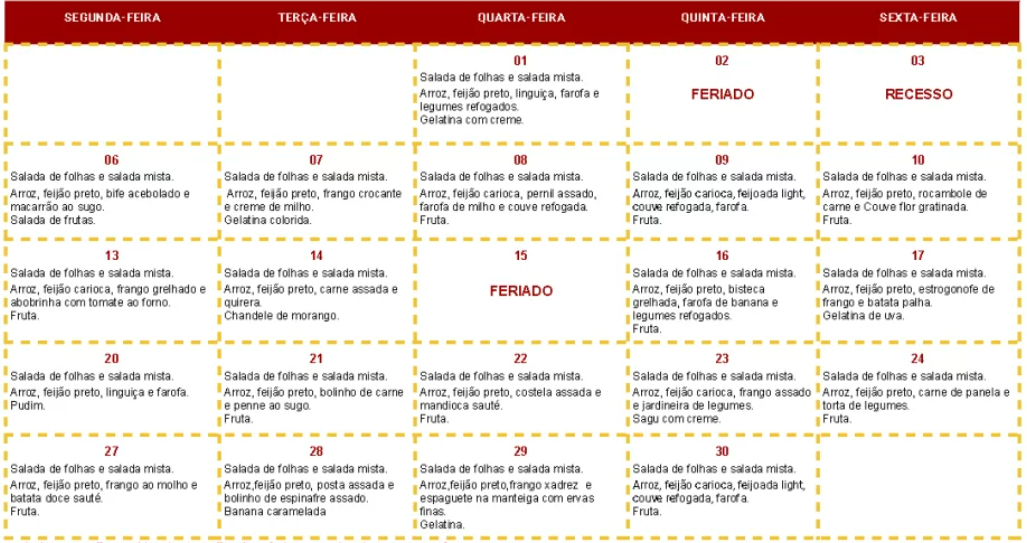 SEGUNDA-FEIRA
TERÇA-FEIRA
QUARTA-FEIRA
QUINTA-FEIRA
SEXTA-FEIRA
01
Salada de folhas e salada mista.
Arroz, feijão preto, linguiça, farofa e
legumes refogados.
Gelatina com creme.
02
FERIADO
03
RECESSO
06
Salada de folhas e salada mista.
Arroz, feijão preto, bife acebolado e
macarrão ao sugo.
Salada de frutas.
07
Salada de folhas e salada mista.
Arroz, feijão preto, frango crocante
e creme de milho.
Gelatina colorida.
08
Salada de folhas e salada mista.
Arroz, feijão carioca, pernil assado,
farofa de milho e couve refogada.
Fruta.
09
Salada de folhas e salada mista.
Arroz, feijão carioca, feijoada light,
couve refogada, farofa.
Fruta.
10
Salada de folhas e salada mista.
Arroz, feijão preto, rocambole de
carne e Couve flor gratinada.
Fruta.
13
Salada de folhas e salada mista.
Arroz, feijão carioca, frango grelhado e
abobrinha com tomate ao forno.
Fruta.
14
Salada de folhas e salada mista.
Arroz, feijão preto, carne assada e
quirera.
Chandele de morango.
15
FERIADO
16
Salada de folhas e salada mista.
Arroz, feijão preto, bisteca
grelhada, farofa de banana e
legumes refogados.
Fruta.
17
Salada de folhas e salada mista.
Arroz, feijão preto, estrogonofe de
frango e batata palha.
Gelatina de uva.
20
Salada de folhas e salada mista.
Arroz, feijão preto, linguiça e farofa.
Pudim.
21
Salada de folhas e salada mista.
Arroz, feijão preto, bolinho de carne
e penne ao sugo.
Fruta.
22
Salada de folhas e salada mista.
Arroz, feijão preto, costela assada e
mandioca sauté.
Fruta.
23
Salada de folhas e salada mista.
Arroz, feijão carioca, frango assado
e jardineira de legumes.
Sagu com creme.
24
Salada de folhas e salada mista.
Arroz, feijão preto, carne de panela e
torta de legumes.
Fruta.
27
Salada de folhas e salada mista.
Arroz, feijão preto, frango ao molho e
batata doce sauté.
Fruta.
28
Salada de folhas e salada mista.
Arroz,feijão preto, posta assada e
bolinho de espinafre assado.
Banana caramelada
29
Salada de folhas e salada mista.
Arroz,feijão preto,frango xadrez e
espaguete na manteiga com ervas
finas.
Gelatina.
30
Salada de folhas e salada mista.
Arroz, feijão carioca, feijoada light,
couve refogada, farofa.
Fruta.